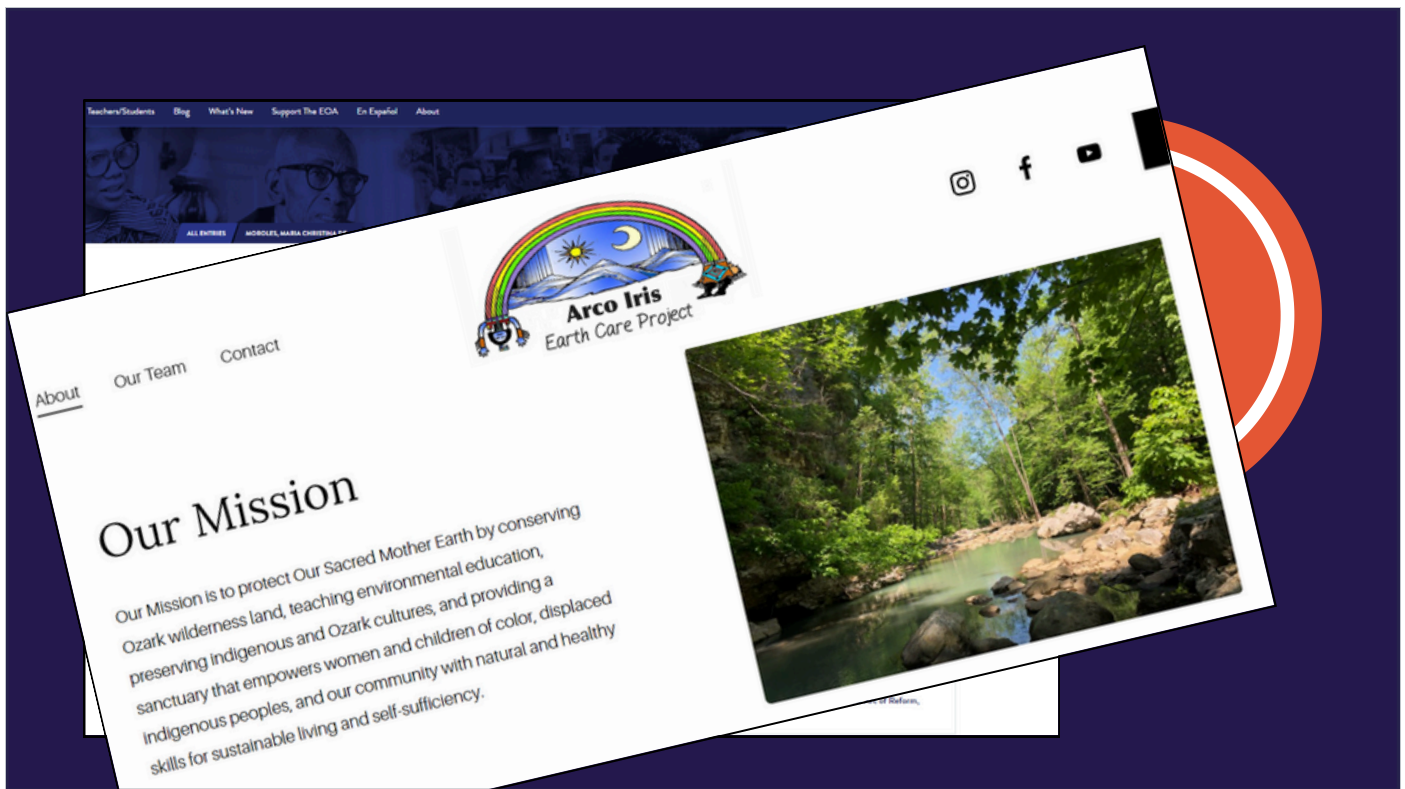 Teachers/Students Blog What's New Support The EOA En Español About
ALL ENTRIES MOROLES, MARIA CHRISTINA
Arco Iris
Earth Care Project
About Our Team Contact
Our Mission
Our Mission is to protect Our Sacred Mother Earth by conserving
Ozark wilderness land, teaching environmental education,
preserving indigenous and Ozark cultures, and providing a
sanctuary that empowers women and children of color, displaced
indigenous peoples, and our community with natural and healthy
skills for sustainable living and self-sufficiency.
of Reform,